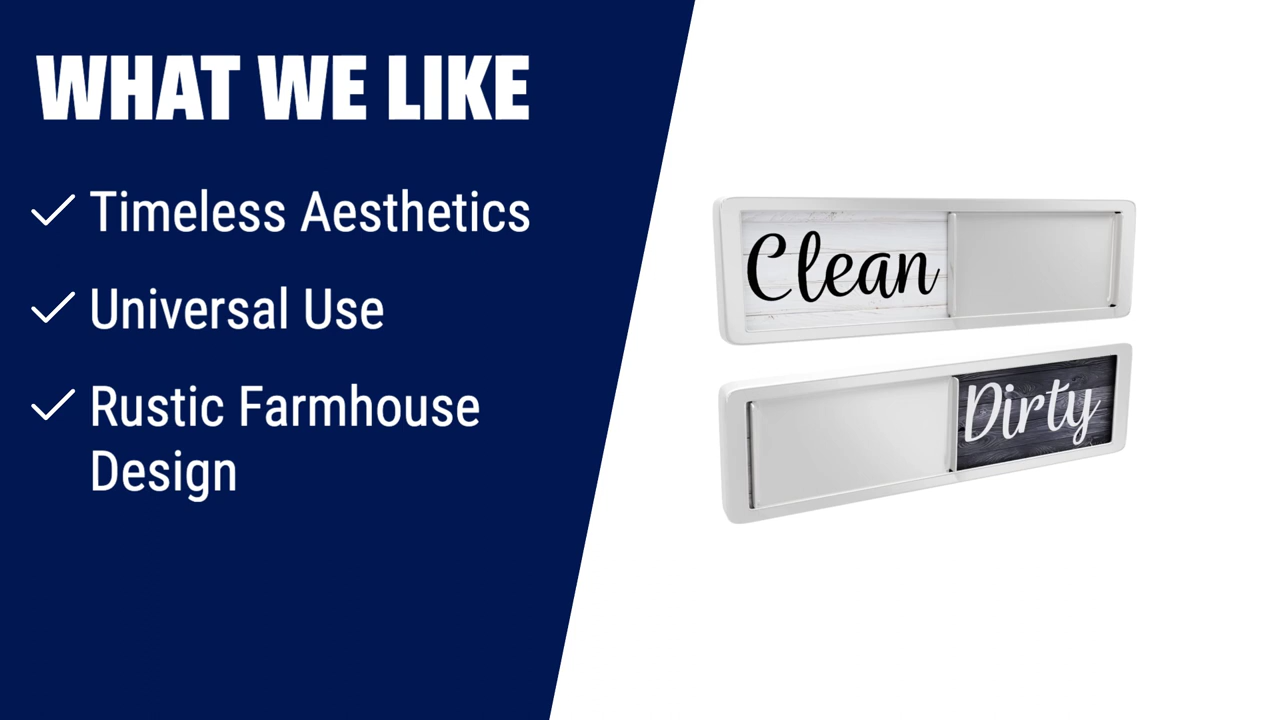 WHAT WE LIKE
Timeless Aesthetics
Universal Use
Rustic Farmhouse
Design
Clean
Dirty